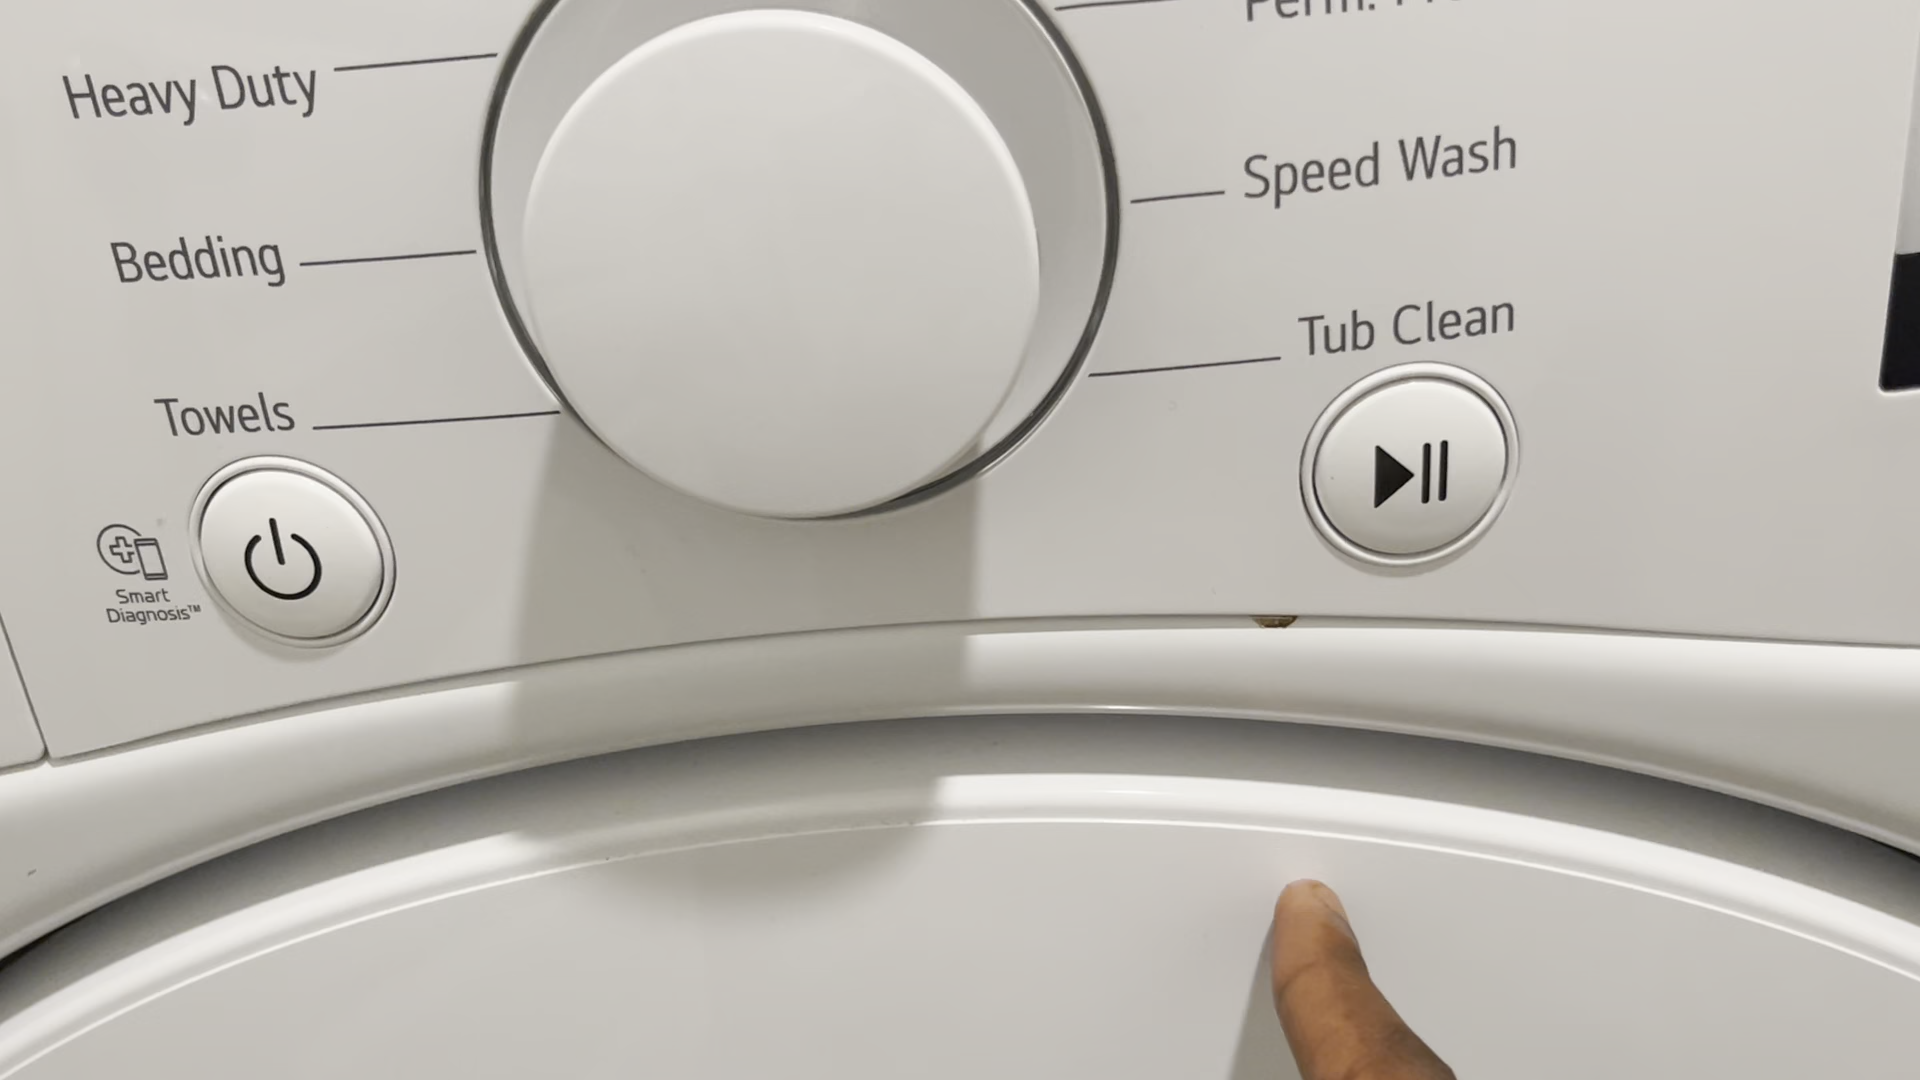 Heavy Duty
Speed Wash
Bedding
Tub Clean
Towels
Smart
Diagnosis™